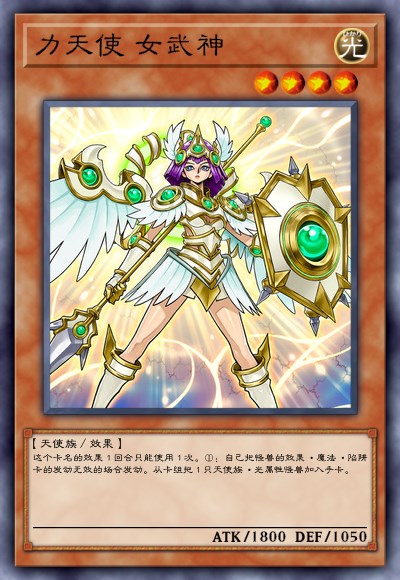 力天使 女武神
光
【天使族／效果】
这个卡名的效果1回合只能使用1次。①：自己把怪兽的效果·魔法·陷阱
卡的发动无效的场合发动。从卡组把1只天使族·光属性怪兽加入手卡。
ATK/1800 DEF/1050